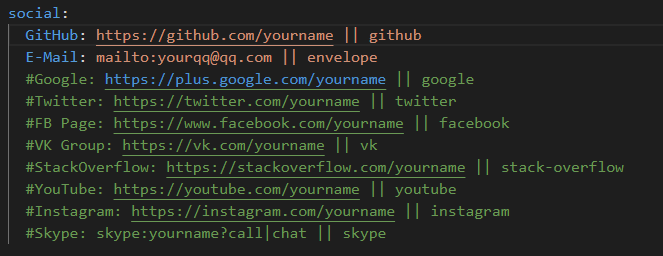 social:
GitHub: https://github.com/yourname || github
E-Mail: mailto:yourqq@qq.com || envelope
#Google: https://plus.google.com/yourname || google
#Twitter: https://twitter.com/yourname || twitter
#FB Page: https://www.facebook.com/yourname || facebook
#VK Group: https://vk.com/yourname || vk
#StackOverflow: https://stackoverflow.com/yourname || stack-overflow
#YouTube: https://youtube.com/yourname || youtube
#Instagram: https://instagram.com/yourname || instagram
#Skype: skype:yourname?call|chat || skype